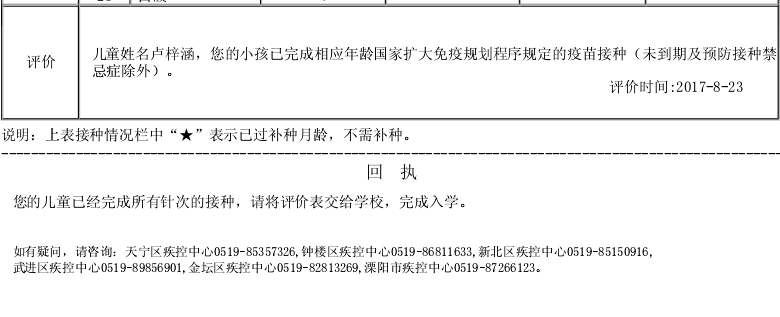 评价
儿童姓名卢梓涵，您的小孩已完成相应年龄国家扩大免疫规划程序规定的疫苗接种（未到期及预防接种禁
忌症除外）。
评价时间:2017-8-23
说明：上表接种情况栏中“★”表示已过补种月龄，不需补种。
回 执
您的儿童已经完成所有针次的接种，请将评价表交给学校，完成入学。
如有疑问，请咨询：天宁区疾控中心0519-85357326,钟楼区疾控中心0519-86811633,新北区疾控中心0519-85150916,
武进区疾控中心0519-89856901,金坛区疾控中心0519-82813269,溧阳市疾控中心0519-87266123。